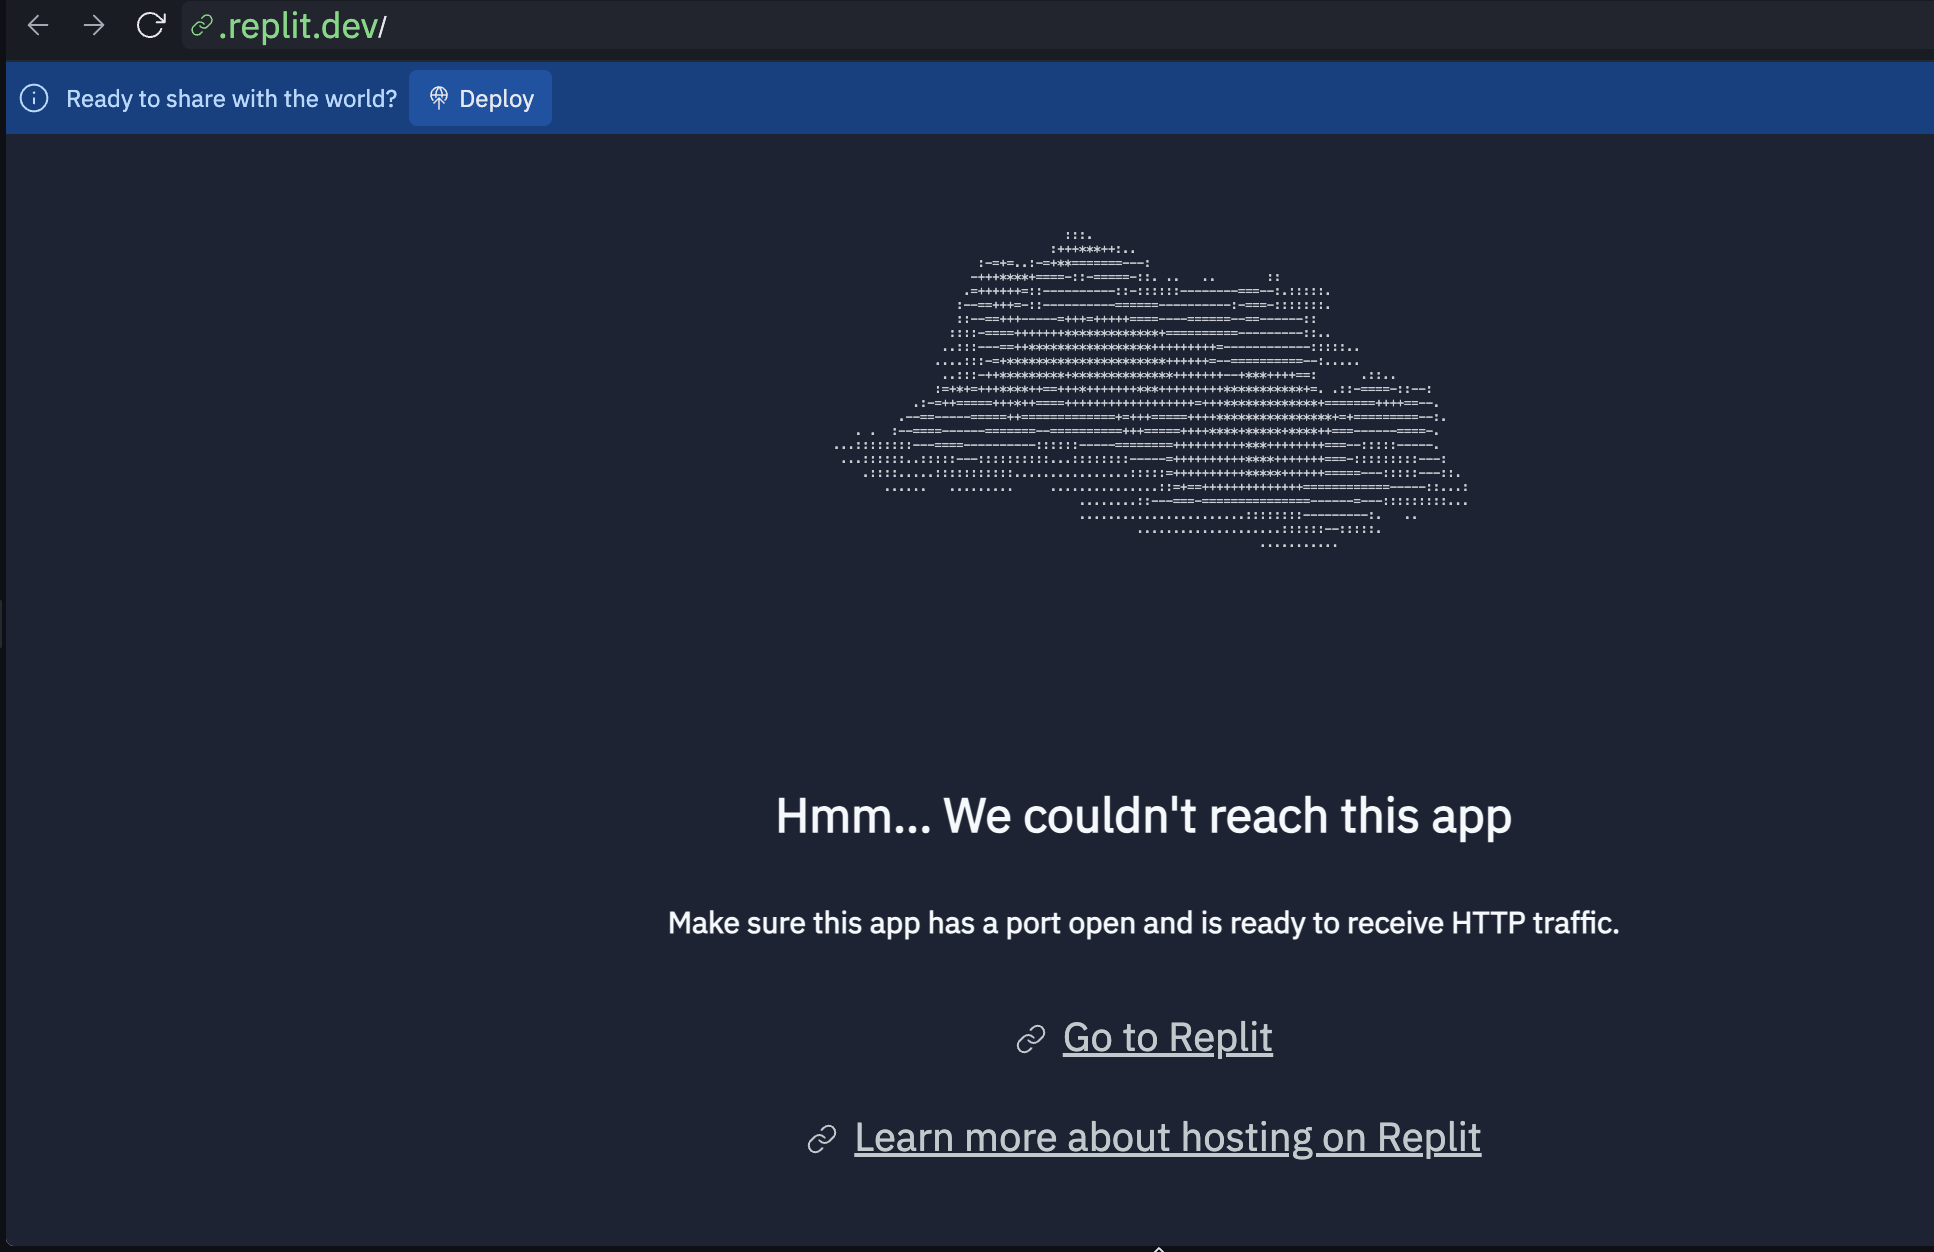 .replit.dev/
Ready to share with the world?
Deploy
Hmm... We couldn't reach this app
Make sure this app has a port open and is ready to receive HTTP traffic.
Go to Replit
Learn more about hosting on Replit